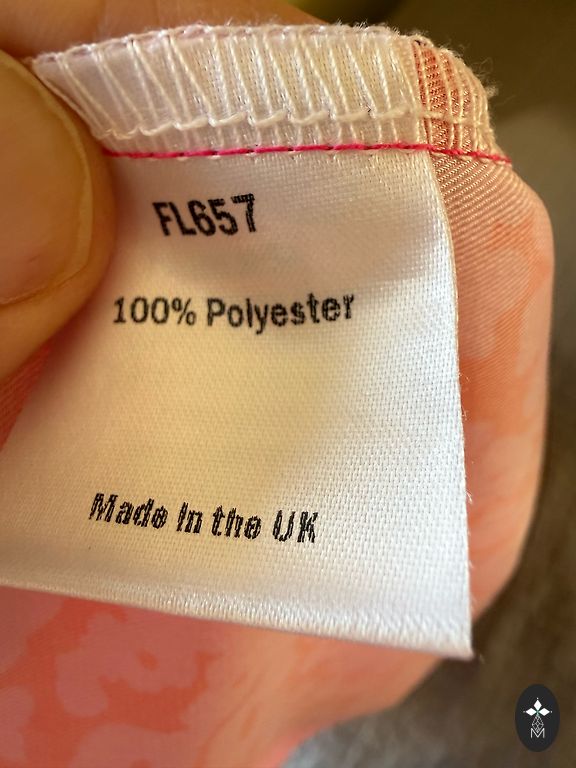 FL657
100% Polyester
Made In the UK
M